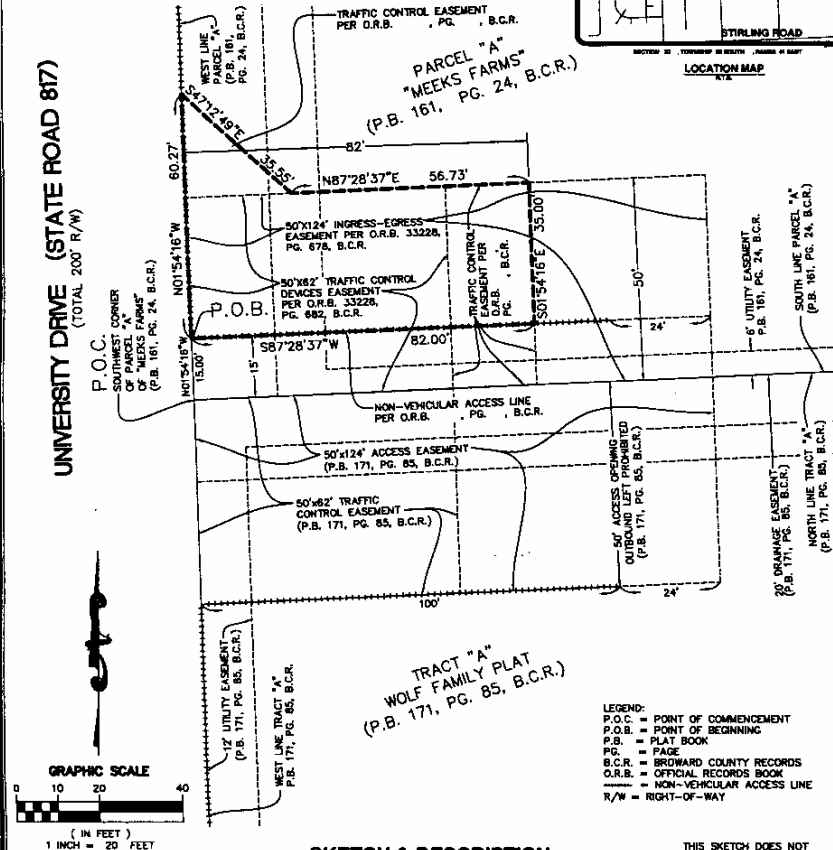 TRAFFIC CONTROL EASEMENT
PER O.R.B. , PG. , B.C.R.
WEST LINE
PARCEL "A"
(P.B. 161,
PG. 24, B.C.R.)
PARCEL "A"
"MEEKS FARMS"
(P.B. 161, PG. 24, B.C.R.)
STIRLING ROAD
LOCATION MAP
N.T.S.
UNIVERSITY DRIVE (STATE ROAD 817)
(TOTAL 200' R/W)
S47°12'49"E
35.55'
60.27'
N01°54'16"W
82'
N87°28'37"E 56.73'
35.00'
S01°54'16"E
50'X124' INGRESS-EGRESS
EASEMENT PER O.R.B. 33228,
PG. 678, B.C.R.
50'X62' TRAFFIC CONTROL
DEVICES EASEMENT
PER O.R.B. 33228,
PG. 682, B.C.R.
TRAFFIC CONTROL
EASEMENT PER
O.R.B. ,
PG. , B.C.R.
50'
6' UTILITY EASEMENT
P.B. 161, PG. 24, B.C.R.
SOUTH LINE PARCEL "A"
(P.B. 161, PG. 24, B.C.R.)
P.O.B.
S87°28'37"W 82.00'
24'
P.O.C.
SOUTHWEST CORNER
OF PARCEL "A"
OF "MEEKS FARMS"
(P.B. 161, PG. 24, B.C.R.)
N01°54'16"W
15.00'
15'
NON-VEHICULAR ACCESS LINE
PER O.R.B. , PG. , B.C.R.
50'x124' ACCESS EASEMENT
(P.B. 171, PG. 85, B.C.R.)
50'x62' TRAFFIC
CONTROL EASEMENT
(P.B. 171, PG. 85, B.C.R.)
50' ACCESS OPENING
OUTBOUND LEFT PROHIBITED
(P.B. 171, PG. 85, B.C.R.)
20' DRAINAGE EASEMENT
(P.B. 171, PG. 85, B.C.R.)
NORTH LINE TRACT "A"
(P.B. 171, PG. 85, B.C.R.)
100'
24'
12' UTILITY EASEMENT
(P.B. 171, PG. 85, B.C.R.)
WEST LINE TRACT "A"
P.B. 171, PG. 85, B.C.R.
TRACT "A"
WOLF FAMILY PLAT
(P.B. 171, PG. 85, B.C.R.)
LEGEND:
P.O.C. = POINT OF COMMENCEMENT
P.O.B. = POINT OF BEGINNING
P.B. = PLAT BOOK
PG. = PAGE
B.C.R. = BROWARD COUNTY RECORDS
O.R.B. = OFFICIAL RECORDS BOOK
= NON-VEHICULAR ACCESS LINE
R/W = RIGHT-OF-WAY
GRAPHIC SCALE
0 10 20 40
( IN FEET )
1 INCH = 20 FEET
SKETCH & DESCRIPTION
THIS SKETCH DOES NOT